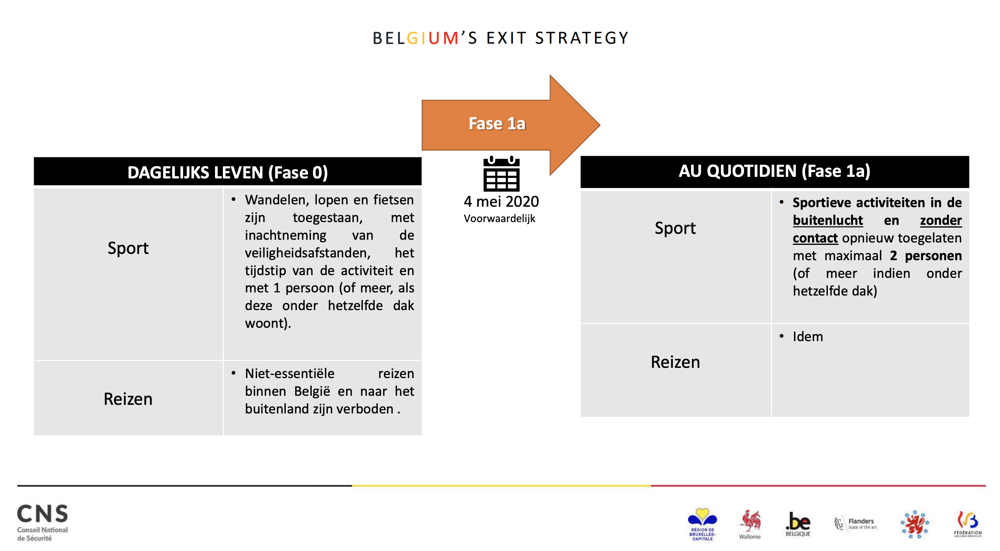 BELGIUM'S EXIT STRATEGY
Fase 1a
4 mei 2020
Voorwaardelijk
DAGELIJKS LEVEN (Fase 0)
Sport
• Wandelen, lopen en fietsen
zijn toegestaan, met
inachtneming van de
veiligheidsafstanden, het
tijdstip van de activiteit en
met 1 persoon (of meer, als
deze onder hetzelfde dak
woont).
Reizen
• Niet-essentiële reizen
binnen België en naar het
buitenland zijn verboden .
AU QUOTIDIEN (Fase 1a)
Sport
• Sportieve activiteiten in de
buitenlucht en zonder
contact opnieuw toegelaten
met maximaal 2 personen
(of meer indien onder
hetzelfde dak)
Reizen
• Idem
CNS
Conseil National
de Sécurité
RÉGION DE
BRUXELLES-
CAPITALE
Wallonie
.be
BELGIQUE
Flanders
State of the art
FÉDÉRATION
WALLONIE-BRUXELLES